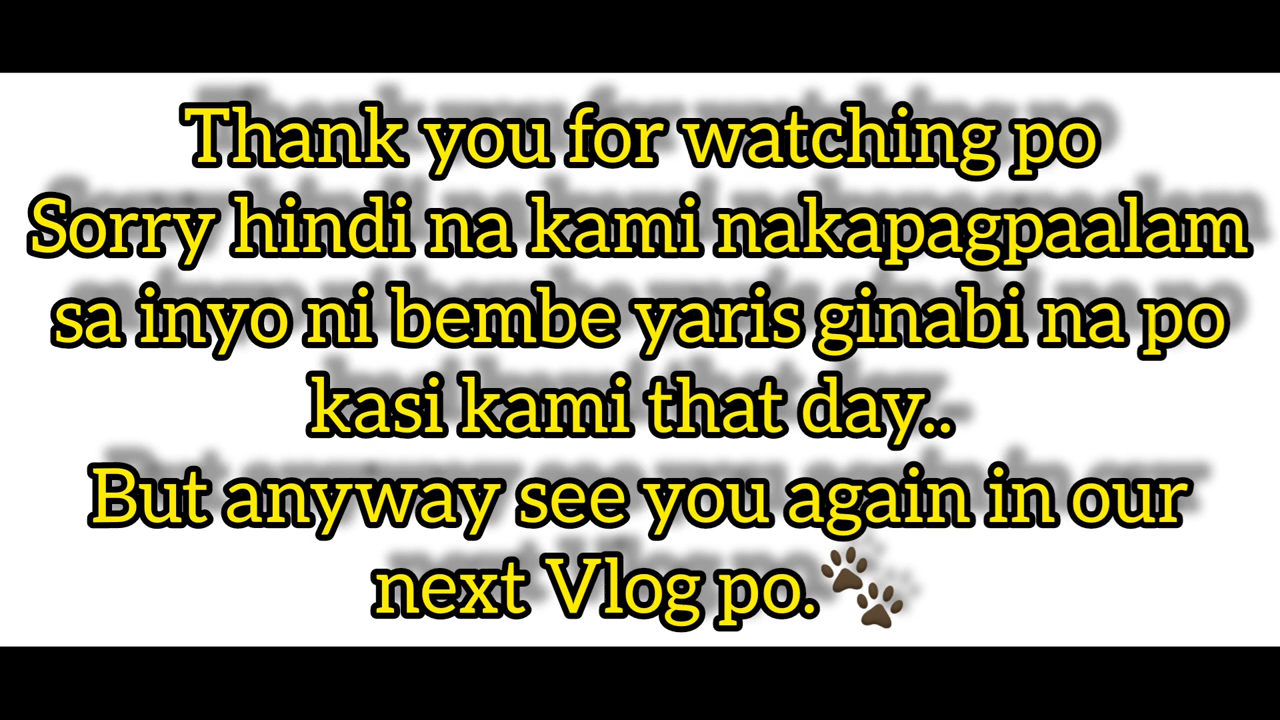 Thank you for watching po
Sorry hindi na kami nakapagpaalam
sa inyo ni bembe yaris ginabi na po
kasi kami that day..
But anyway see you again in our
next Vlog po.🐾